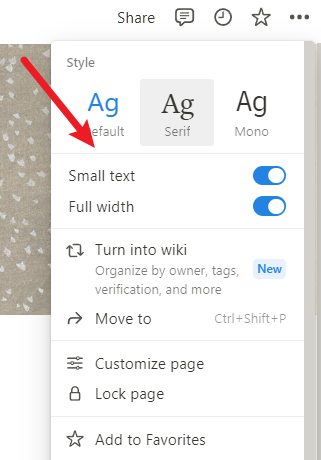 Share
Style
Ag Ag Ag
Default Serif Mono
Small text
Full width
Turn into wiki
Organize by owner, tags,
verification, and more
New
Move to Ctrl+Shift+P
Customize page
Lock page
Add to Favorites